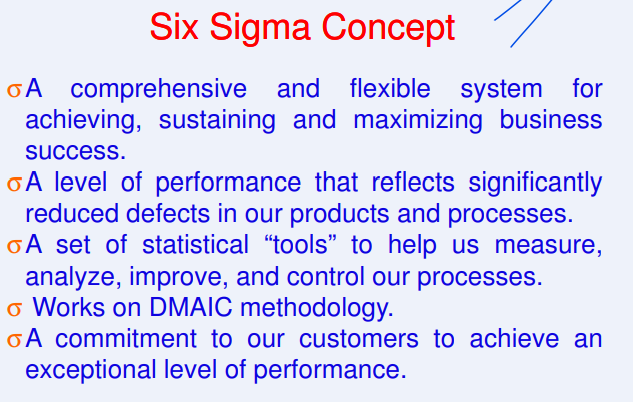 Six Sigma Concept
σA comprehensive and flexible system for
achieving, sustaining and maximizing business
success.
σA level of performance that reflects significantly
reduced defects in our products and processes.
σA set of statistical “tools” to help us measure,
analyze, improve, and control our processes.
σ Works on DMAIC methodology.
σA commitment to our customers to achieve an
exceptional level of performance.